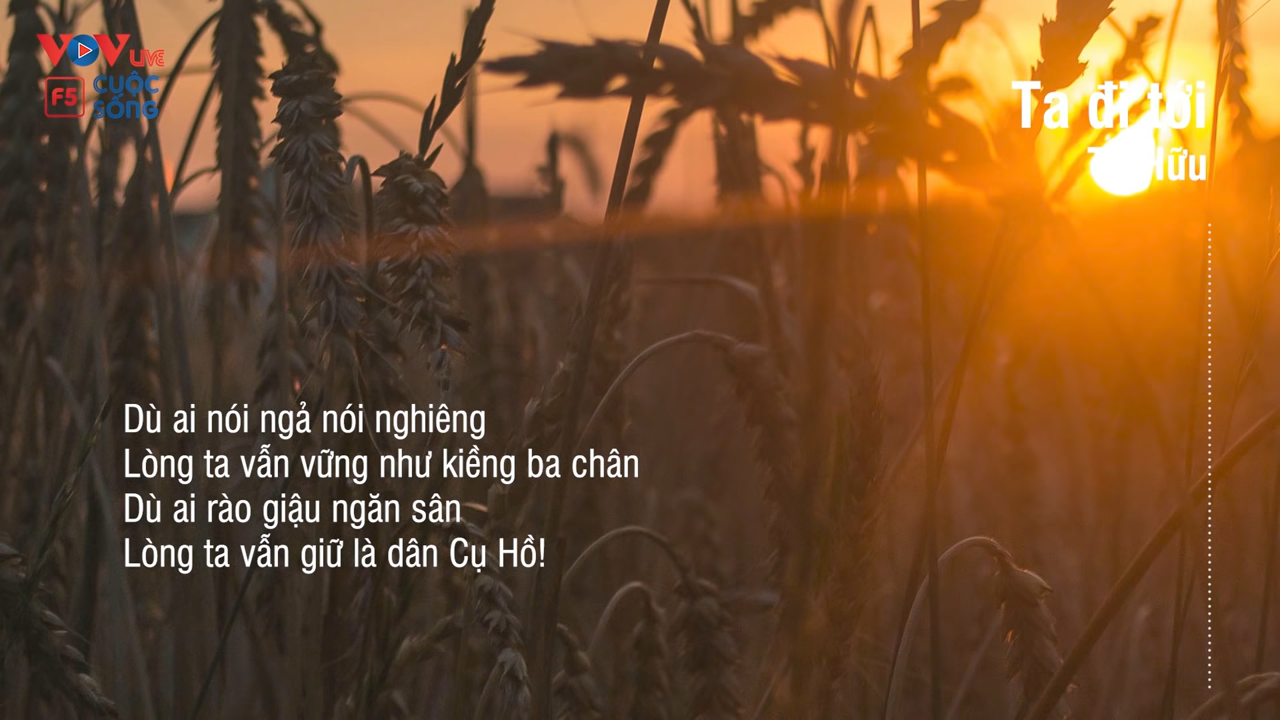 VOV LIVE
F5 CUỘC SỐNG
Ta đi tới
Hữu
Dù ai nói ngả nói nghiêng
Lòng ta vẫn vững như kiềng ba chân
Dù ai rào giậu ngăn sân
Lòng ta vẫn giữ là dân Cụ Hồ!